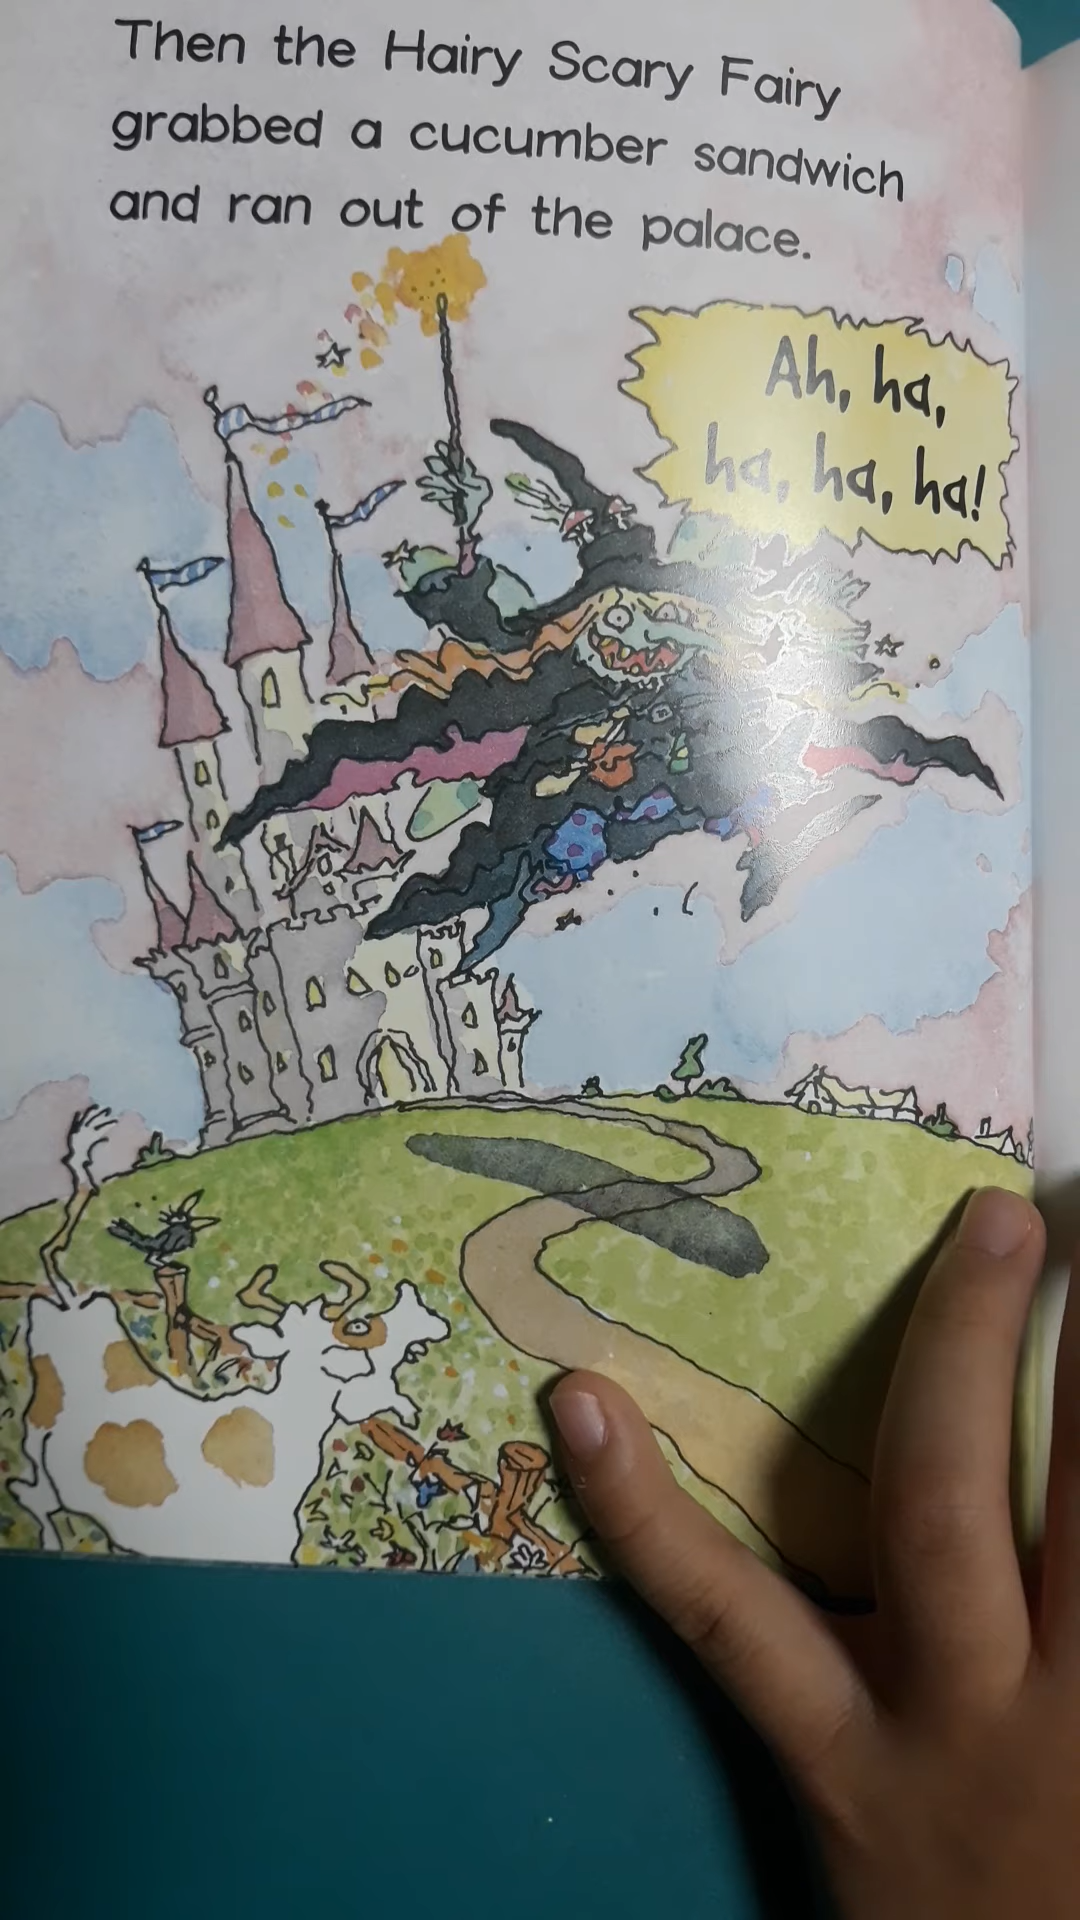 Then the Hairy Scary Fairy
grabbed a cucumber sandwich
and ran out of the palace.
Ah, ha,
ha, ha, ha!